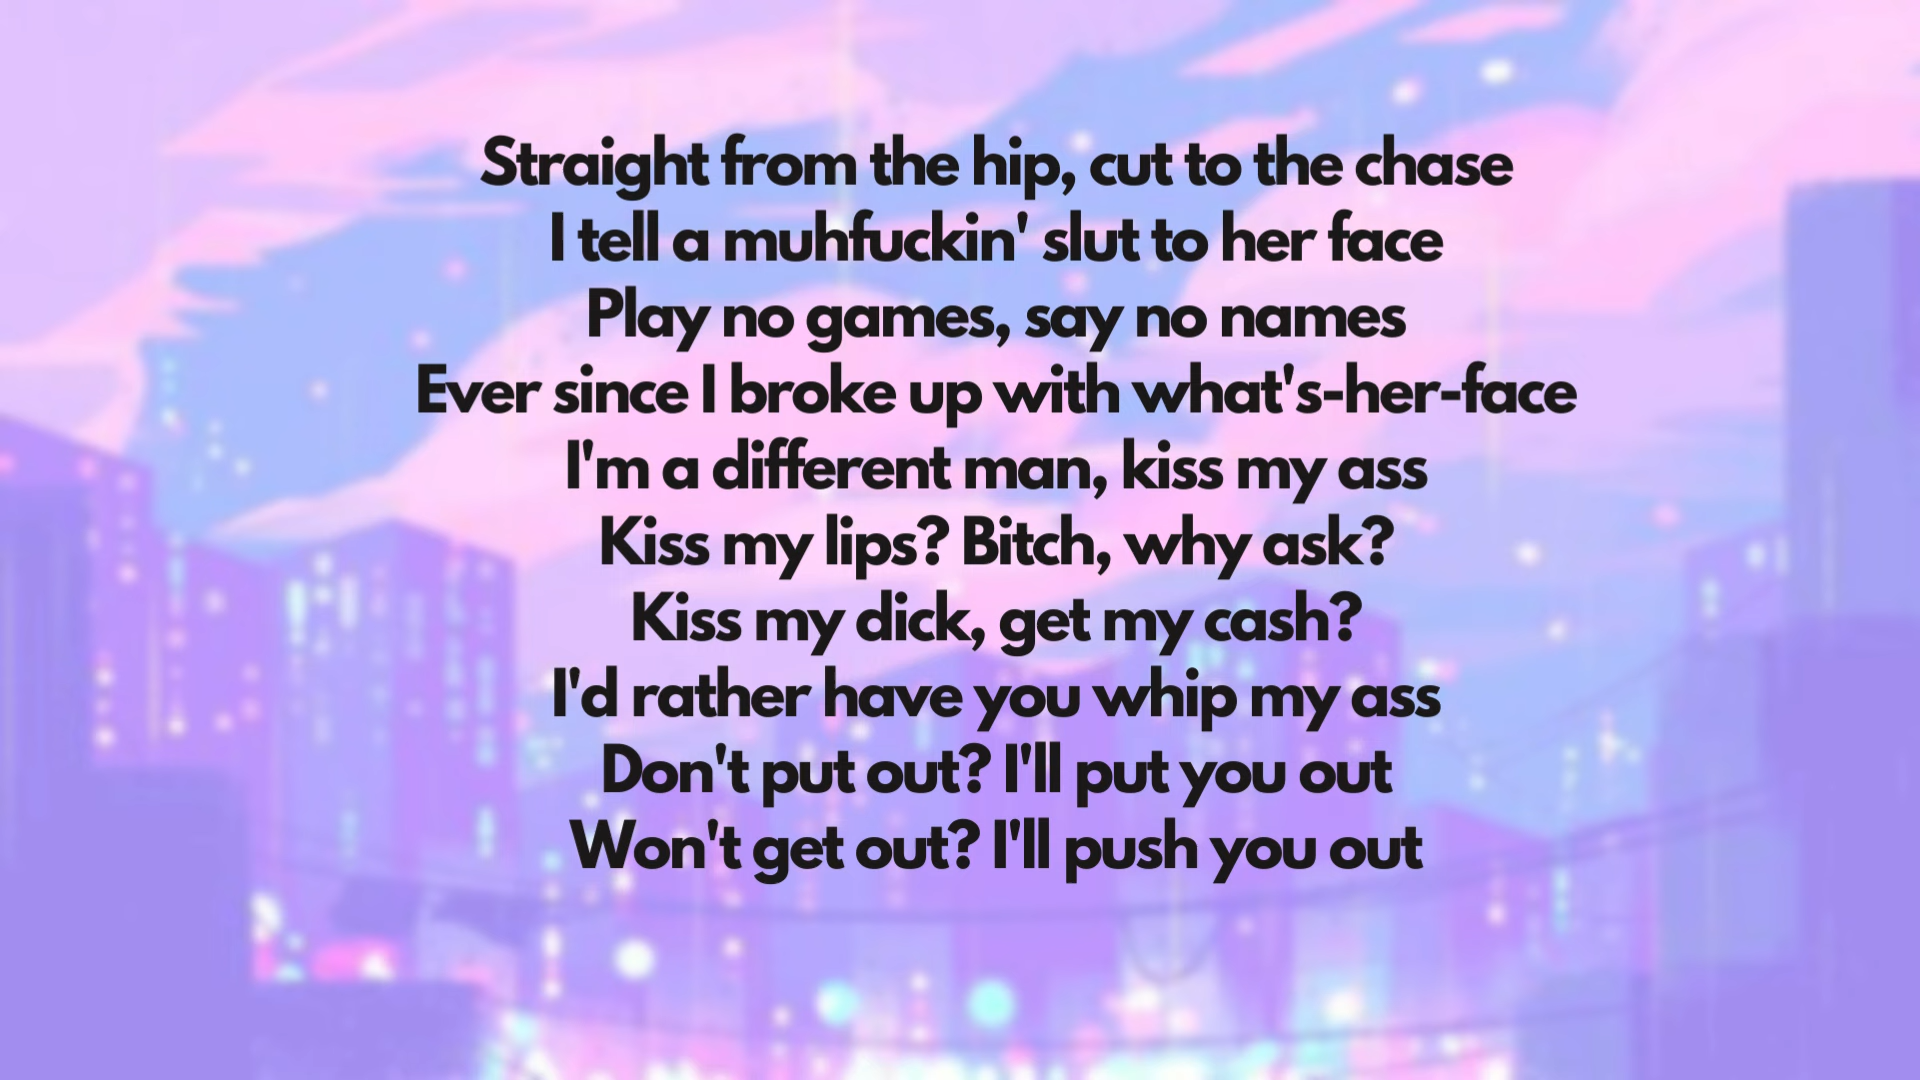 Straight from the hip, cut to the chase
I tell a muhfuckin' slut to her face
Play no games, say no names
Ever since I broke up with what's-her-face
I'm a different man, kiss my ass
Kiss my lips? Bitch, why ask?
Kiss my dick, get my cash?
I'd rather have you whip my ass
Don't put out? I'll put you out
Won't get out? I'll push you out